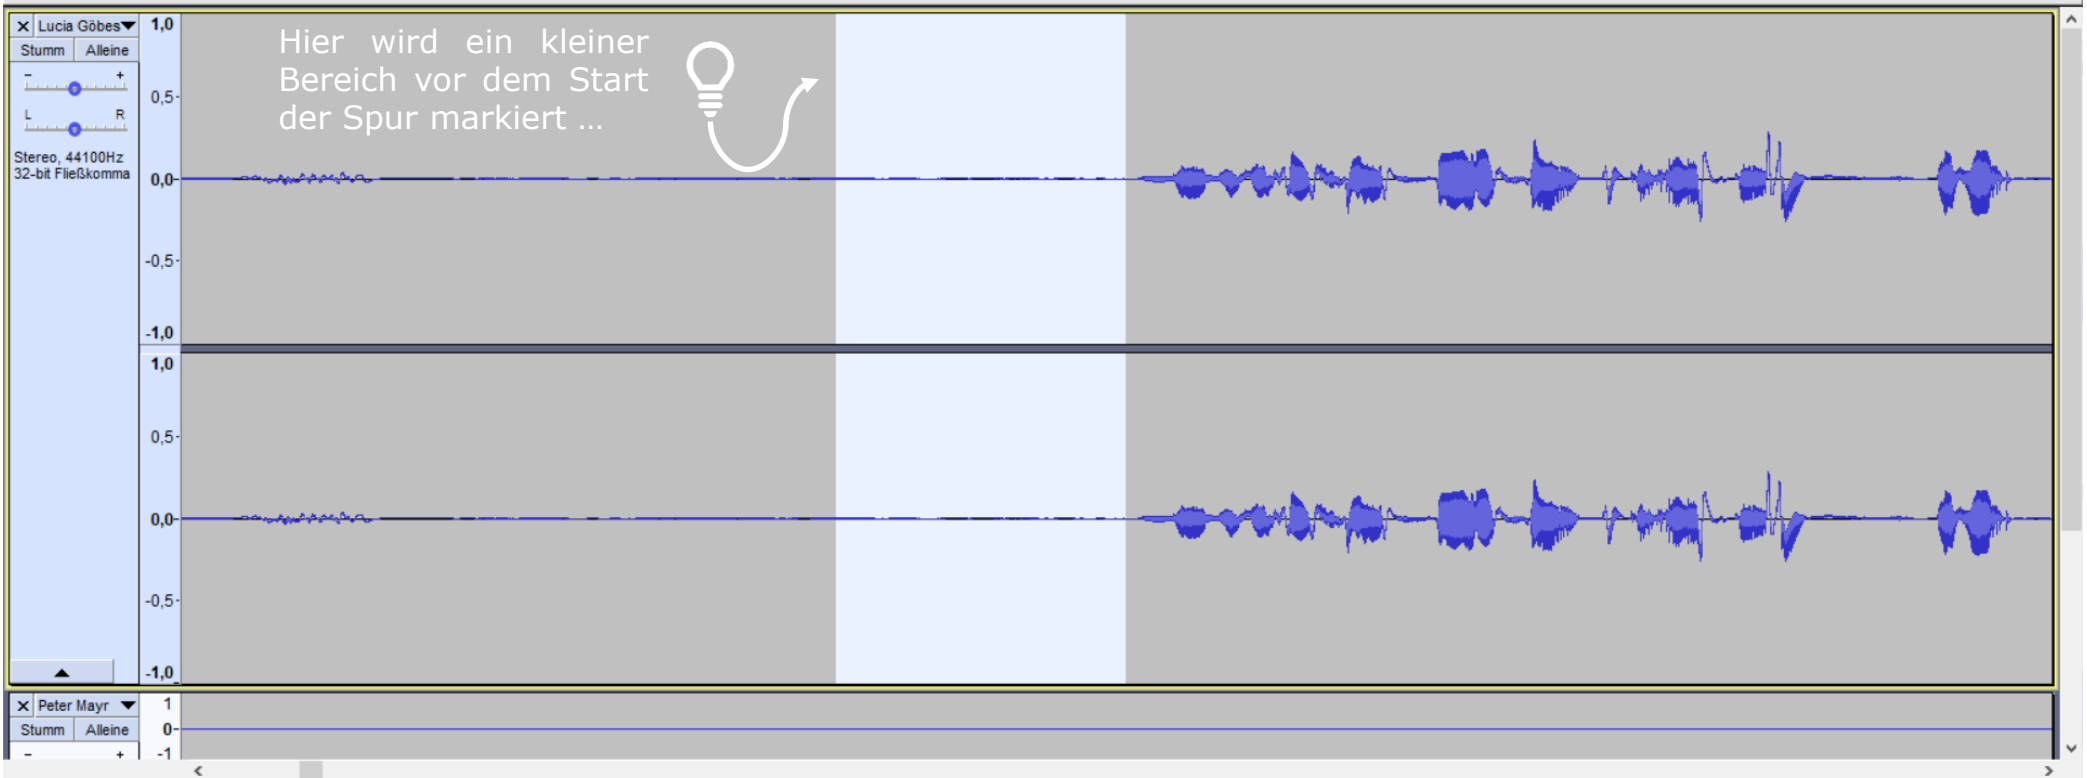 Lucia Göbes
Stumm Alleine
- +
L R
Stereo, 44100Hz
32-bit Fließkomma
1,0
0,5-
0,0-
-0,5-
-1,0
Hier wird ein kleiner
Bereich vor dem Start
der Spur markiert …
1,0
0,5-
0,0-
-0,5-
-1,0
Peter Mayr
Stumm Alleine
- +
1
0-
-1